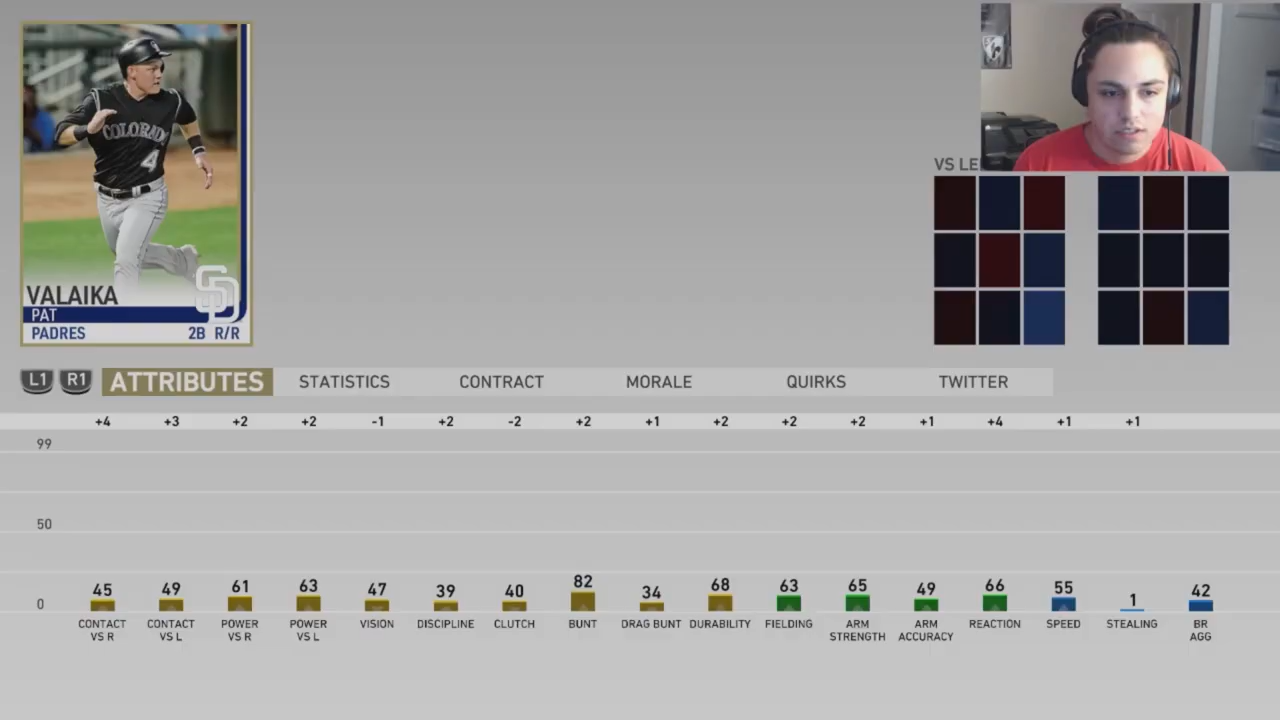 COLORADO
4
VALAIKA
PAT
PADRES 2B R/R
SD
VS LE
L1 R1 ATTRIBUTES STATISTICS CONTRACT MORALE QUIRKS TWITTER
+4 +3 +2 +2 -1 +2 -2 +2 +1 +2 +2 +2 +1 +4 +1 +1
99
50
0
45 49 61 63 47 39 40 82 34 68 63 65 49 66 55 1 42
CONTACT CONTACT POWER POWER VISION DISCIPLINE CLUTCH BUNT DRAG BUNT DURABILITY FIELDING ARM ARM REACTION SPEED STEALING BR
VS R VS L VS R VS L STRENGTH ACCURACY AGG